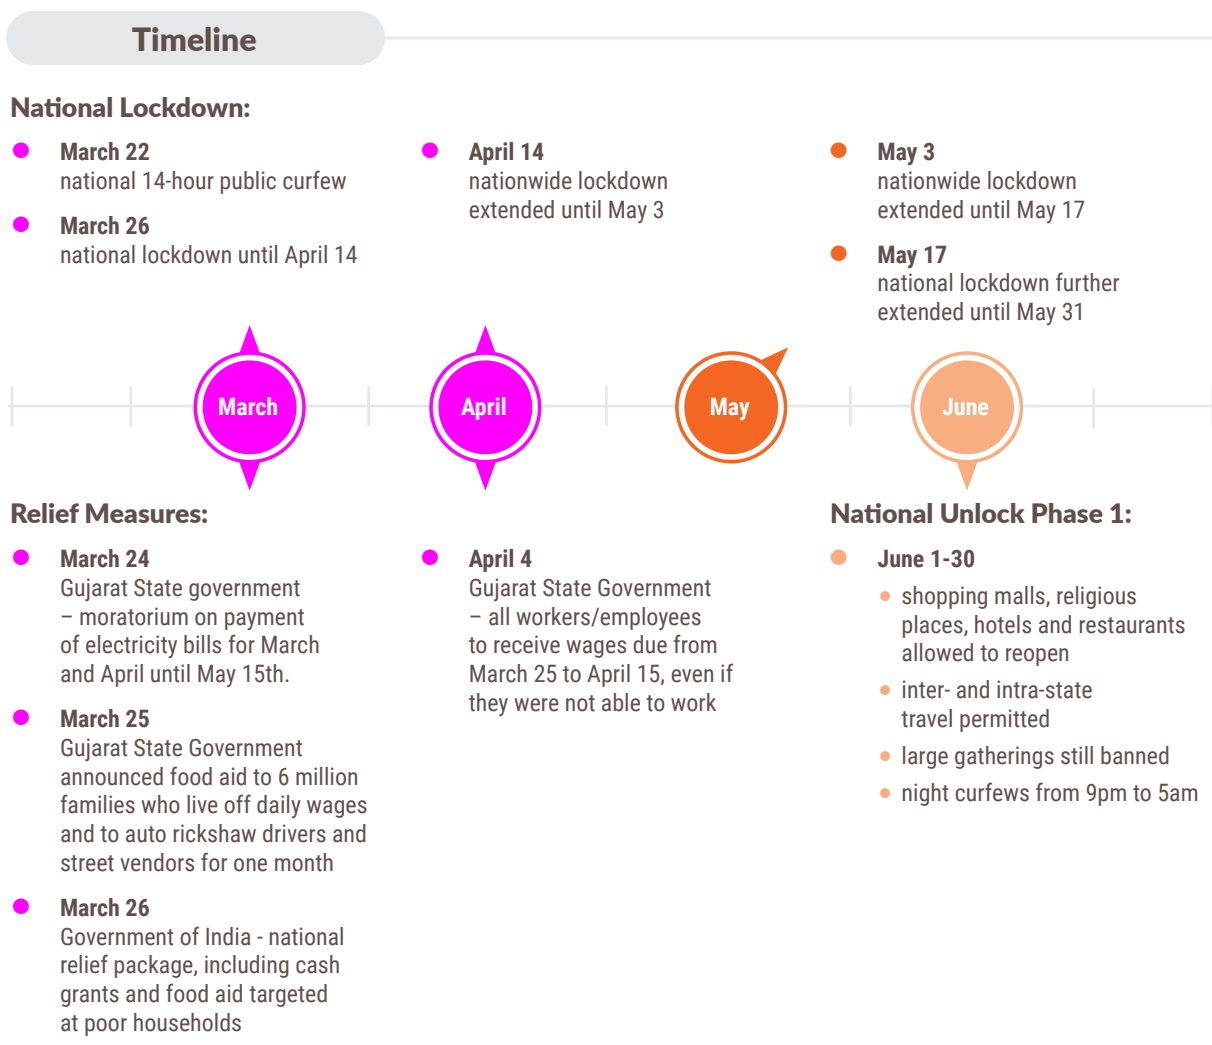 Timeline
National Lockdown:
March 22
national 14-hour public curfew
March 26
national lockdown until April 14
April 14
nationwide lockdown
extended until May 3
May 3
nationwide lockdown
extended until May 17
May 17
national lockdown further
extended until May 31
March
April
May
June
Relief Measures:
March 24
Gujarat State government
– moratorium on payment
of electricity bills for March
and April until May 15th.
March 25
Gujarat State Government
announced food aid to 6 million
families who live off daily wages
and to auto rickshaw drivers and
street vendors for one month
March 26
Government of India - national
relief package, including cash
grants and food aid targeted
at poor households
April 4
Gujarat State Government
– all workers/employees
to receive wages due from
March 25 to April 15, even if
they were not able to work
National Unlock Phase 1:
June 1-30
shopping malls, religious
places, hotels and restaurants
allowed to reopen
inter- and intra-state
travel permitted
large gatherings still banned
night curfews from 9pm to 5am